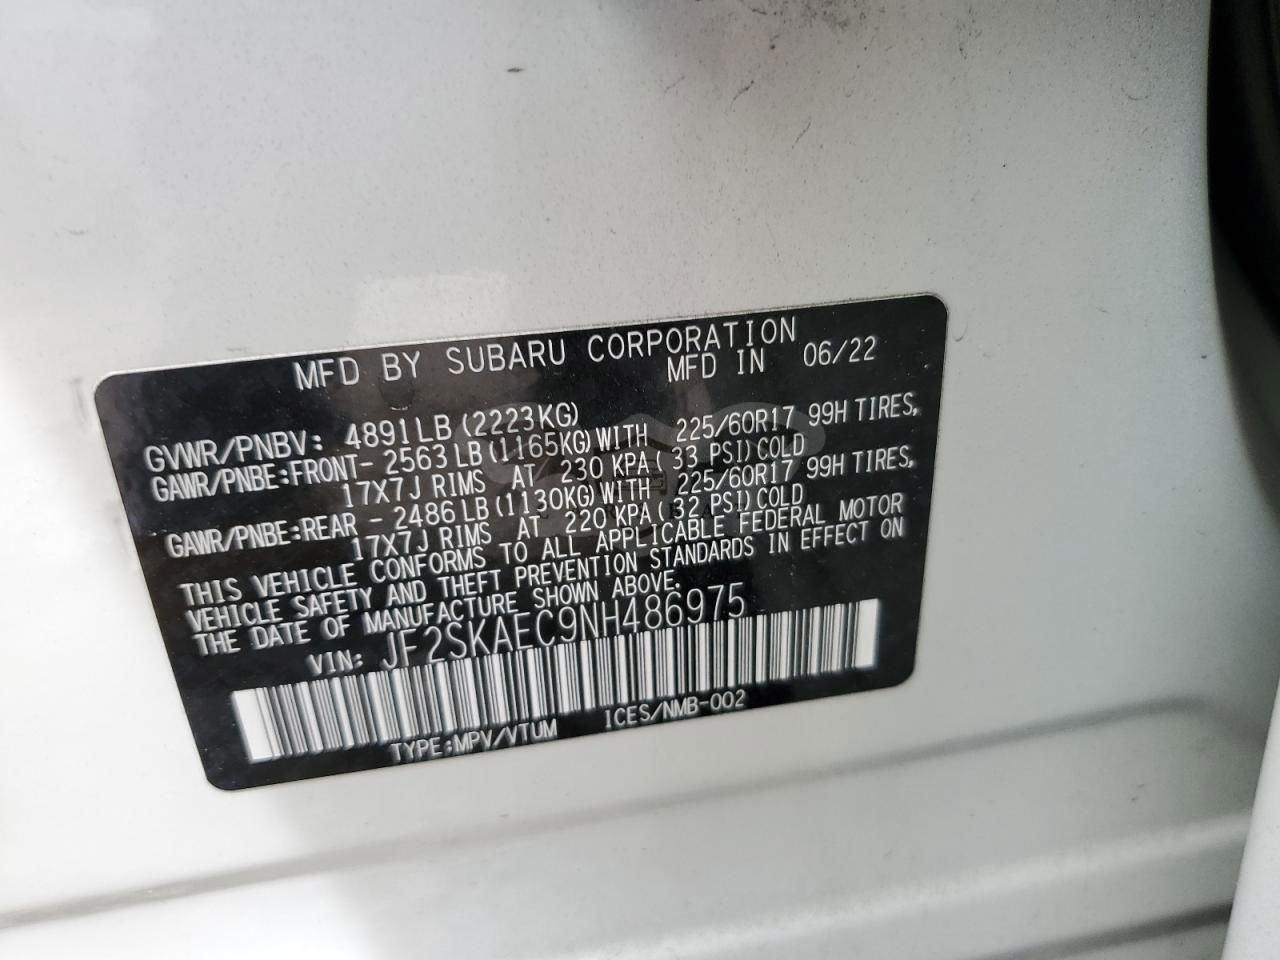 MFD BY SUBARU CORPORATION
MFD IN 06/22
GVWR/PNBV: 4891LB (2223KG)
GAWR/PNBE:FRONT- 2563LB (1165KG) WITH 225/60R17 99H TIRES,
17X7J RIMS AT 230 KPA( 33 PSI) COLD
GAWR/PNBE:REAR - 2486LB (1130KG) WITH 225/60R17 99H TIRES,
17X7J RIMS AT 220 KPA( 32 PSI) COLD
THIS VEHICLE CONFORMS TO ALL APPLICABLE FEDERAL MOTOR
VEHICLE SAFETY AND THEFT PREVENTION STANDARDS IN EFFECT ON
THE DATE OF MANUFACTURE SHOWN ABOVE.
VIN: JF2SKAEC9NH486975
TYPE:MPV/VTUM ICES/NMB-002